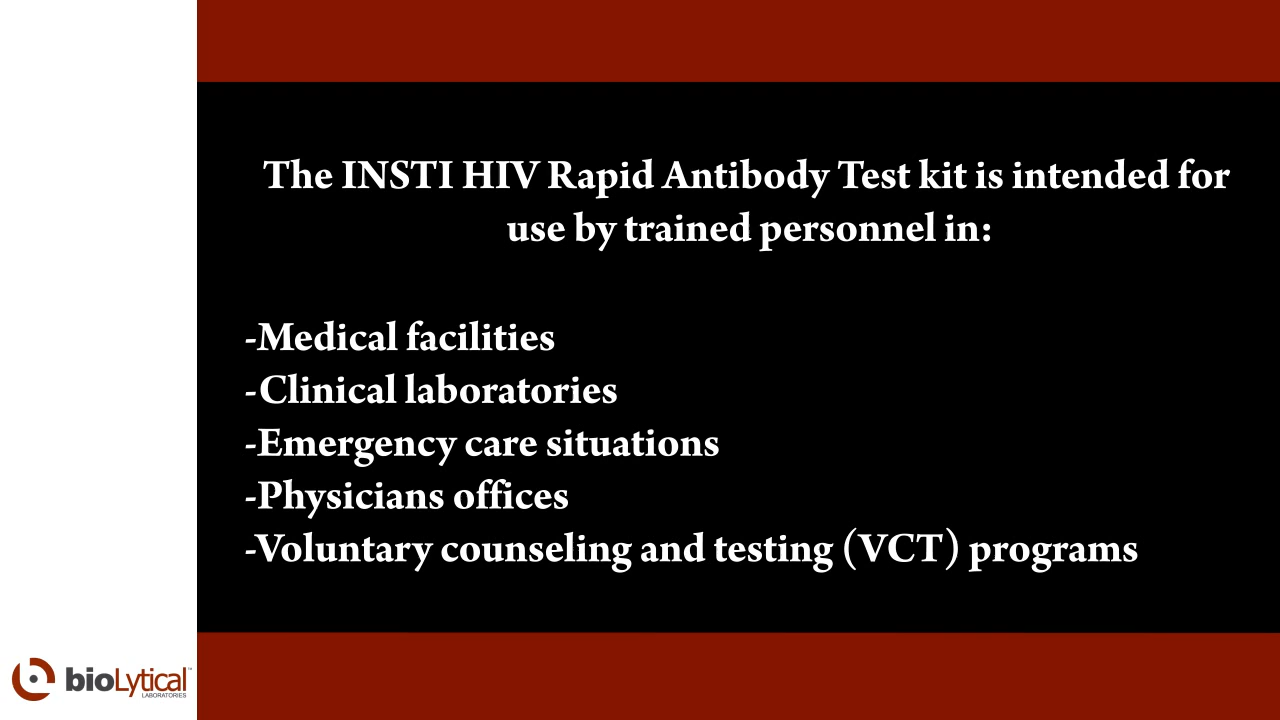 The INSTI HIV Rapid Antibody Test kit is intended for
use by trained personnel in:
-Medical facilities
-Clinical laboratories
-Emergency care situations
-Physicians offices
-Voluntary counseling and testing (VCT) programs
bioLytical™
LABORATORIES